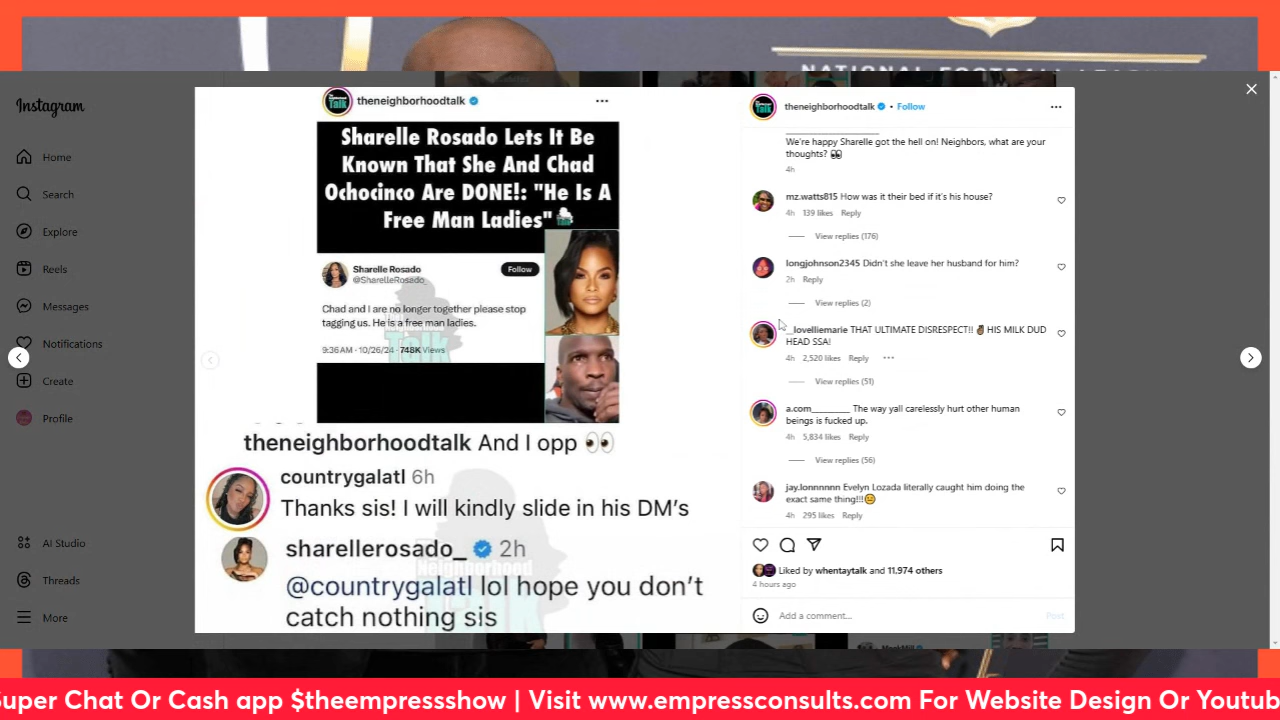 NATIONAL FOOTBALL LEAGUE
Instagram
Home
Search
Explore
Reels
Messages
Notifications
Create
Profile
AI Studio
Threads
More
theneighborhoodtalk
Talk
Sharelle Rosado Lets It Be
Known That She And Chad
Ochocinco Are DONE!: "He Is A
Free Man Ladies"
Sharelle Rosado
@SharelleRosado_
Follow
Chad and I are no longer together please stop
tagging us. He is a free man ladies.
9:36 AM · 10/26/24 · 748K Views
Talk
theneighborhoodtalk And I opp 👀
countrygalatl 6h
Thanks sis! I will kindly slide in his DM's
sharellerosado_ 2h
@countrygalatl lol hope you don't
catch nothing sis
Neighborhood
Talk
theneighborhoodtalk • Follow
We're happy Sharelle got the hell on! Neighbors, what are your
thoughts? 👀
4h
mz.watts815 How was it their bed if it's his house?
4h 139 likes Reply
View replies (176)
longjohnson2345 Didn't she leave her husband for him?
2h Reply
View replies (2)
__lovelliemarie THAT ULTIMATE DISRESPECT!! HIS MILK DUD
HEAD SSA!
4h 2,520 likes Reply
View replies (51)
a.com________ The way yall carelessly hurt other human
beings is fucked up.
4h 5,834 likes Reply
View replies (56)
jay.lonnnnnn Evelyn Lozada literally caught him doing the
exact same thing!!!
4h 295 likes Reply
Liked by whentaytalk and 11,974 others
4 hours ago
Add a comment...
Post
MeekMill
Super Chat Or Cash app $theempressshow | Visit www.empressconsults.com For Website Design Or Youtub